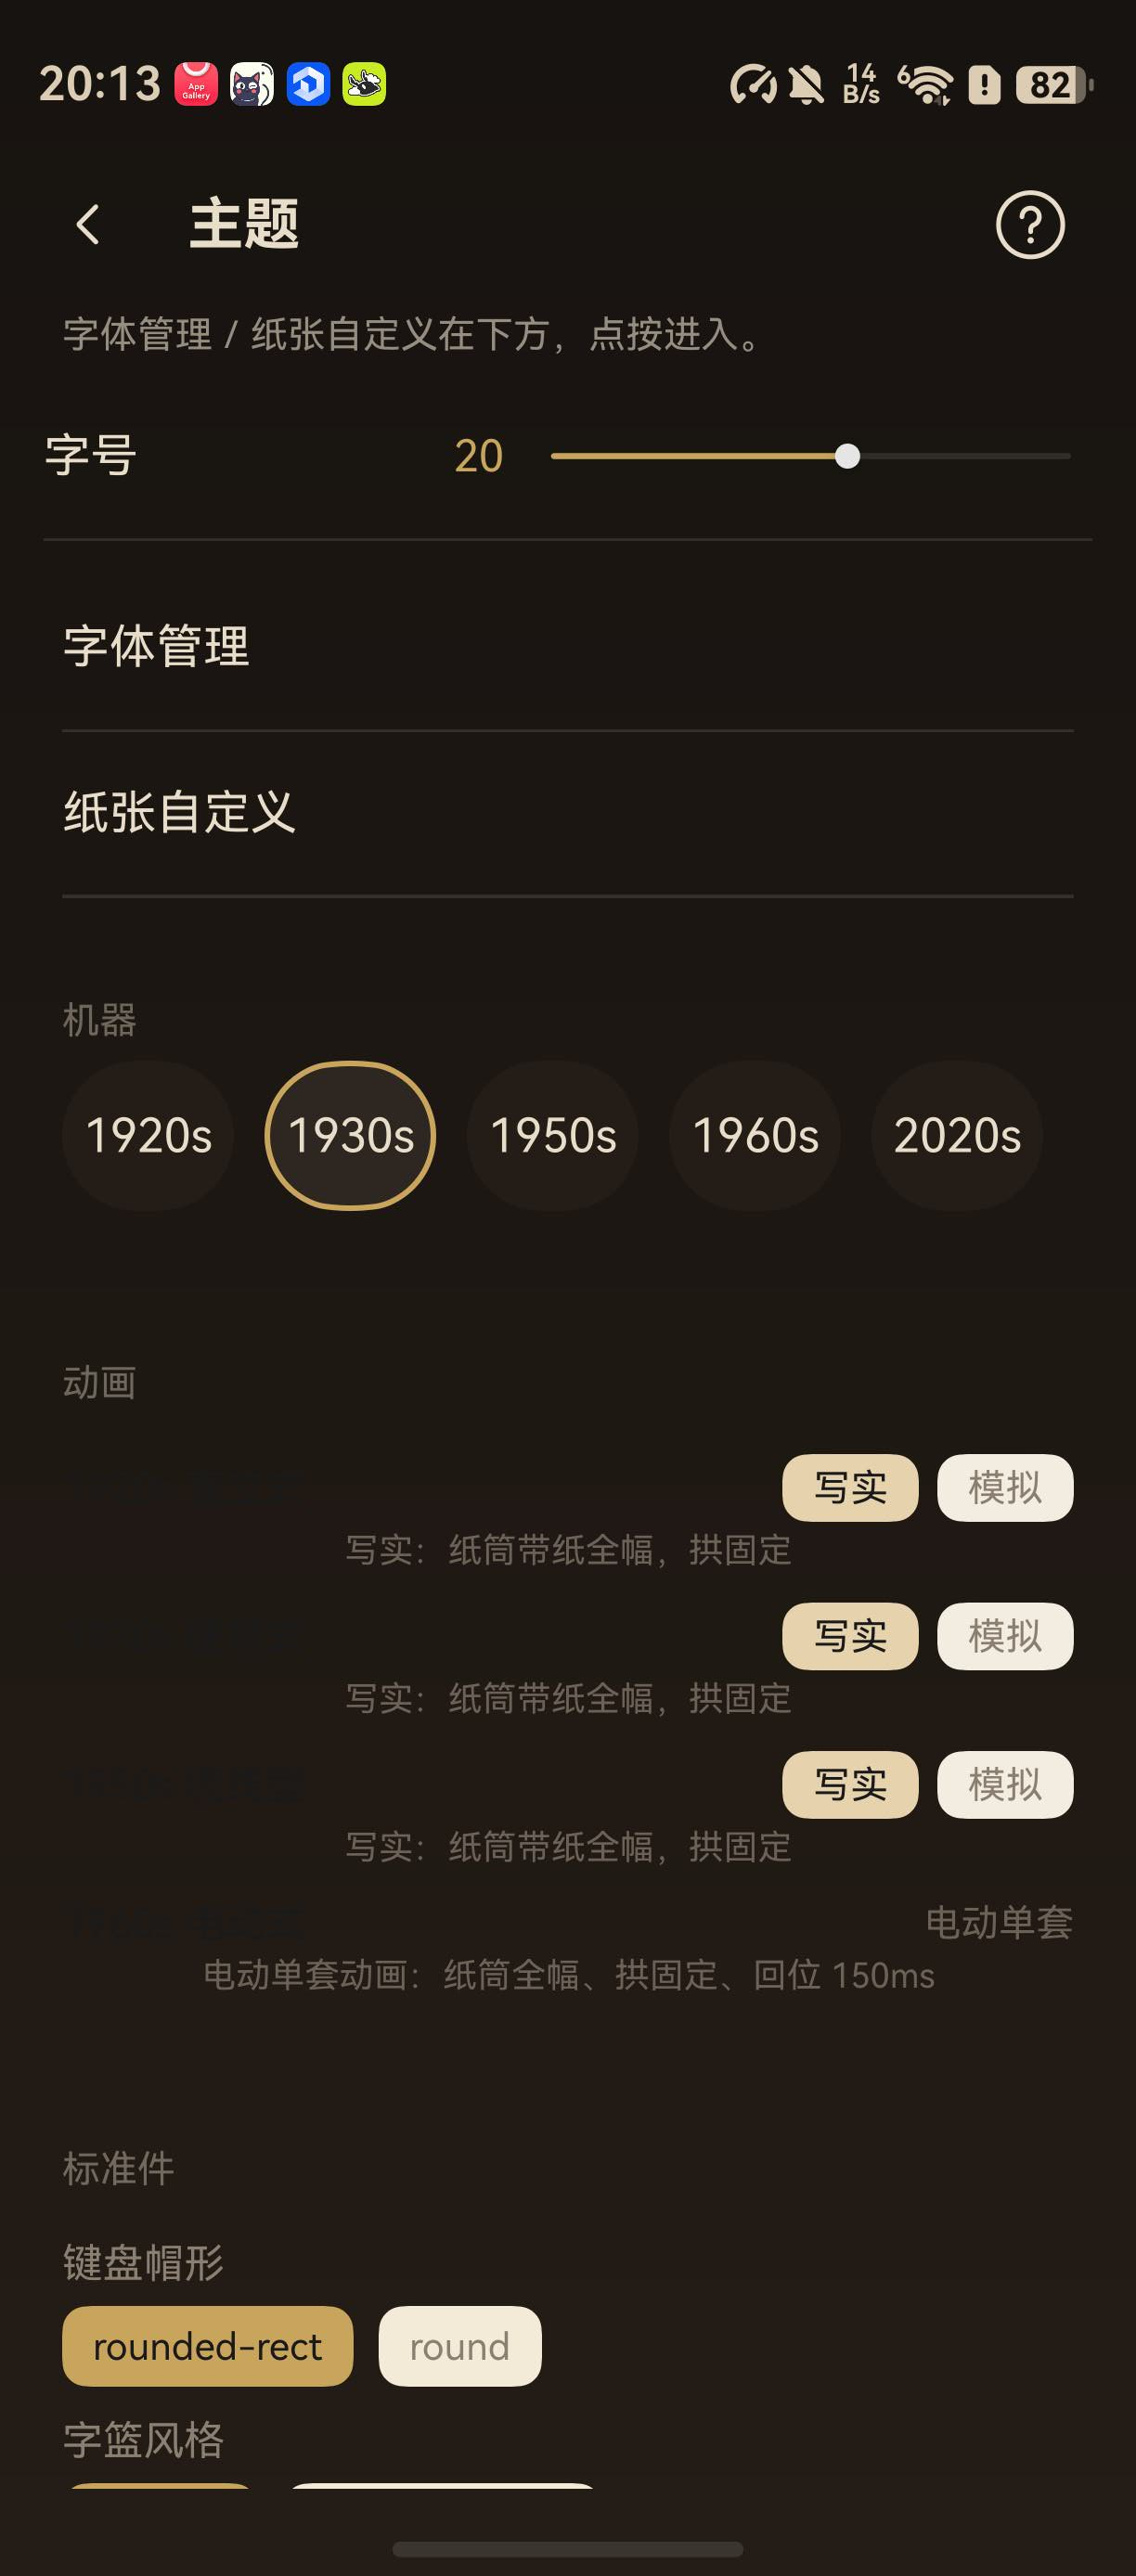 20:13
App
Gallery
14
B/s
6
82
主题
字体管理 / 纸张自定义在下方，点按进入。
字号 20
字体管理
纸张自定义
机器
1920s 1930s 1950s 1960s 2020s
动画
写实 模拟
写实：纸筒带纸全幅，拱固定
写实 模拟
写实：纸筒带纸全幅，拱固定
写实 模拟
写实：纸筒带纸全幅，拱固定
电动单套
电动单套动画：纸筒全幅、拱固定、回位 150ms
标准件
键盘帽形
rounded-rect round
字篮风格